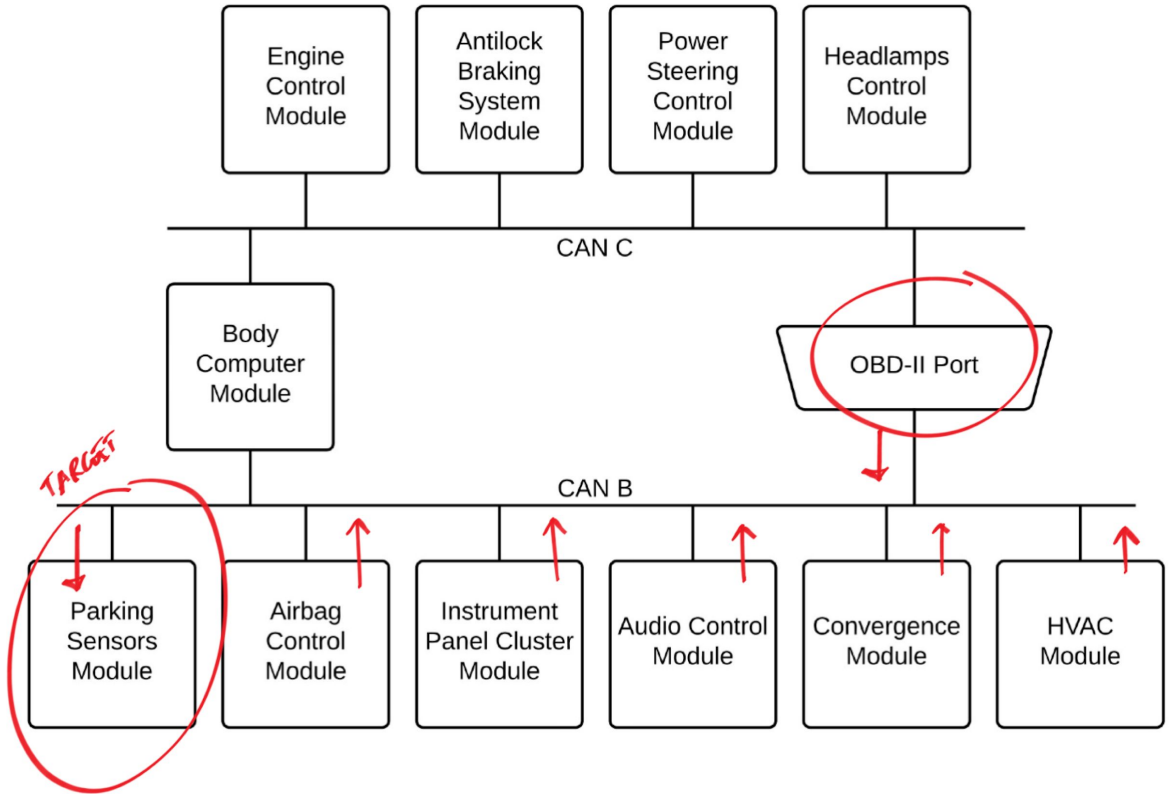 Engine
Control
Module
Antilock
Braking
System
Module
Power
Steering
Control
Module
Headlamps
Control
Module
CAN C
Body
Computer
Module
OBD-II Port
TARGET
CAN B
Parking
Sensors
Module
Airbag
Control
Module
Instrument
Panel Cluster
Module
Audio Control
Module
Convergence
Module
HVAC
Module